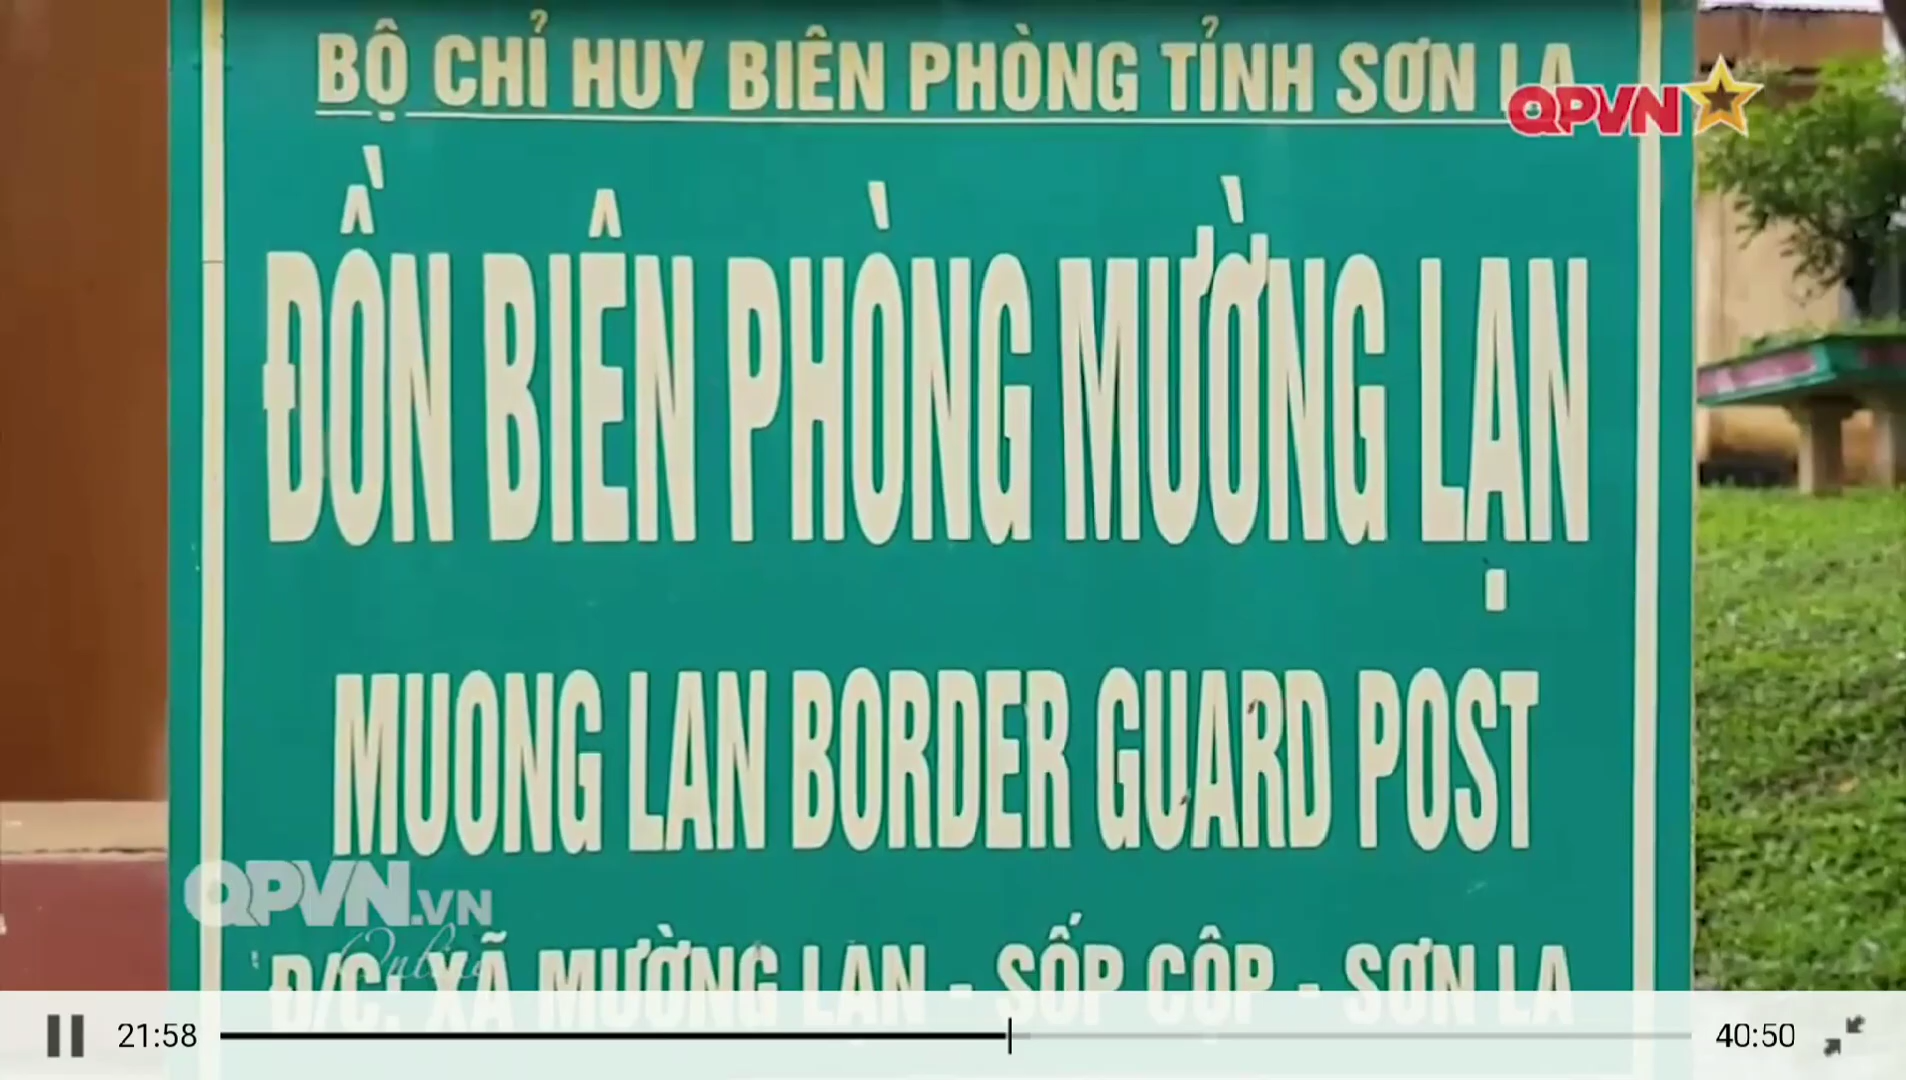 BỘ CHỈ HUY BIÊN PHÒNG TỈNH SƠN LA
QPVN
ĐỒN BIÊN PHÒNG MƯỜNG LẠN
MUONG LAN BORDER GUARD POST
QPVN.VN
Online
Đ/C: XÃ MƯỜNG LẠN - SỐP CỘP - SƠN LA
21:58
40:50